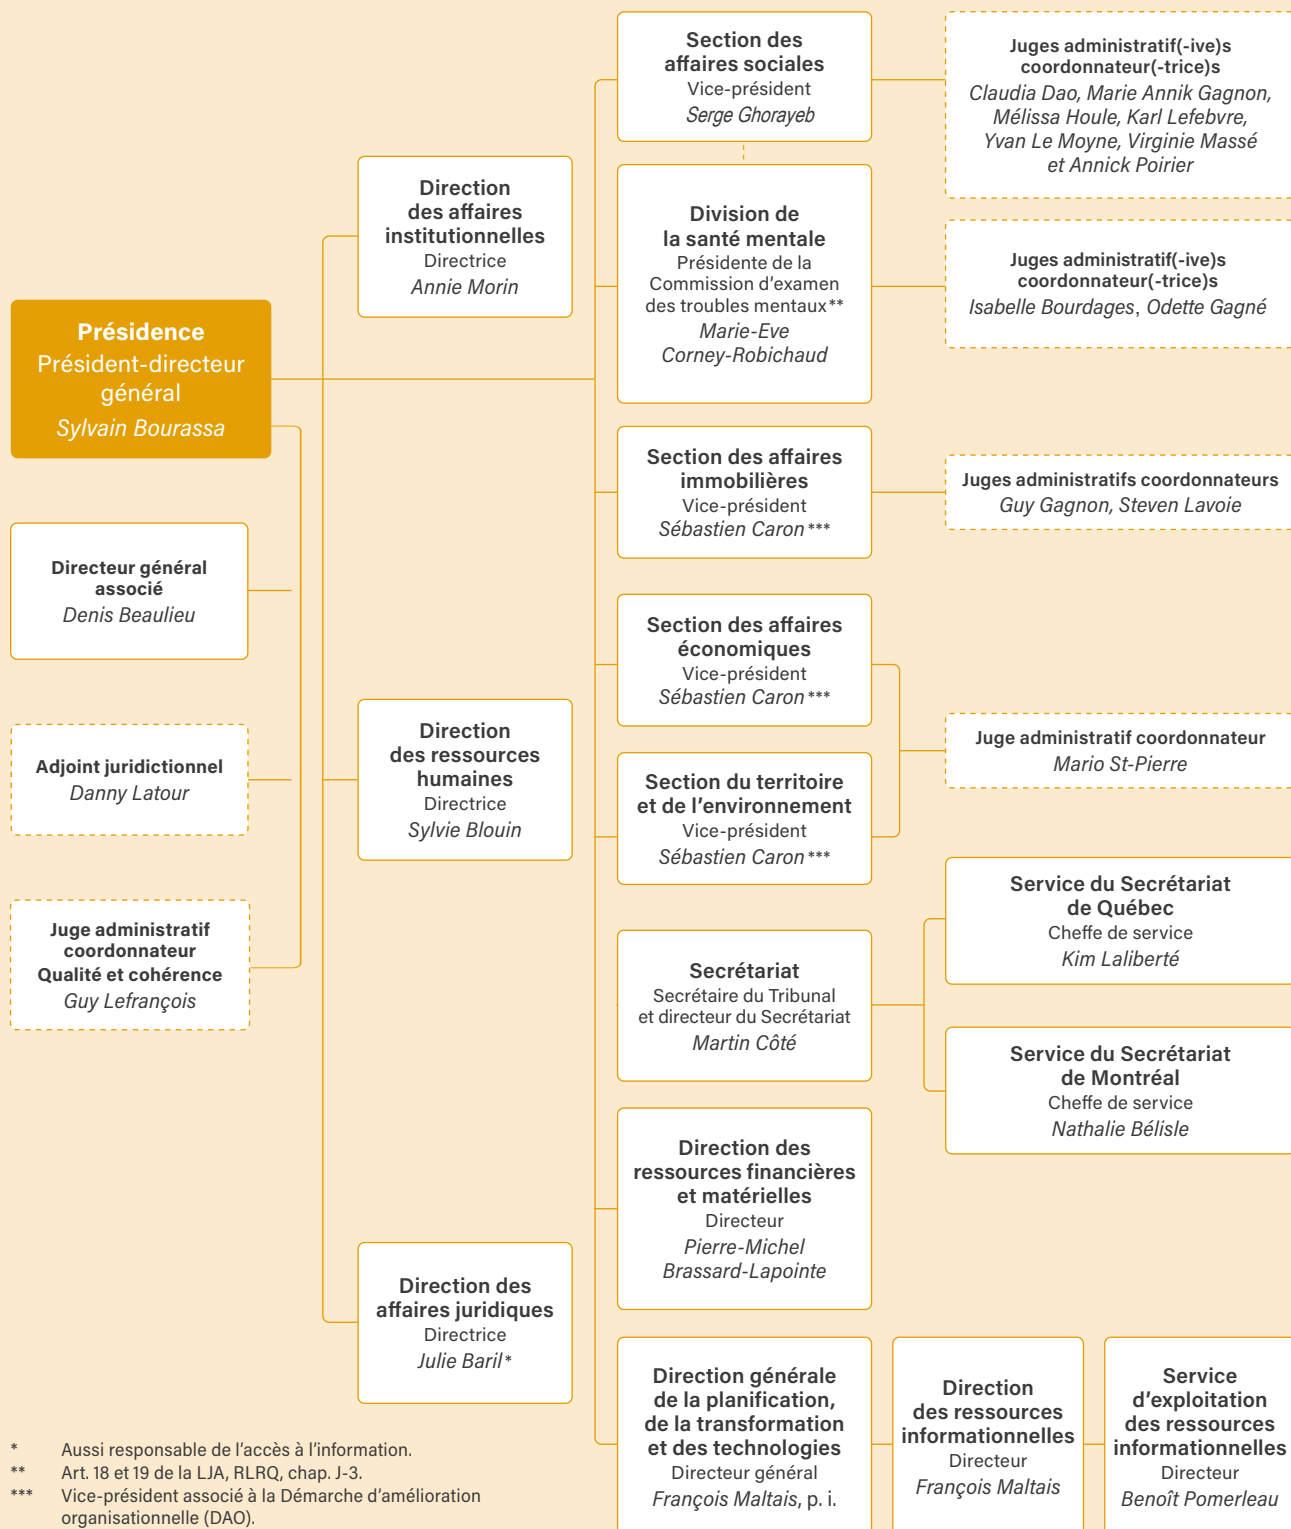 Présidence
Président-directeur
général
Sylvain Bourassa
Directeur général
associé
Denis Beaulieu
Adjoint juridictionnel
Danny Latour
Juge administratif
coordonnateur
Qualité et cohérence
Guy Lefrançois
Direction
des affaires
institutionnelles
Directrice
Annie Morin
Direction
des ressources
humaines
Directrice
Sylvie Blouin
Direction des
affaires juridiques
Directrice
Julie Baril*
Section des
affaires sociales
Vice-président
Serge Ghorayeb
Juges administratif(-ive)s
coordonnateur(-trice)s
Claudia Dao, Marie Annik Gagnon,
Mélissa Houle, Karl Lefebvre,
Yvan Le Moyne, Virginie Massé
et Annick Poirier
Division de
la santé mentale
Présidente de la
Commission d'examen
des troubles mentaux**
Marie-Eve
Corney-Robichaud
Juges administratif(-ive)s
coordonnateur(-trice)s
Isabelle Bourdages, Odette Gagné
Section des affaires
immobilières
Vice-président
Sébastien Caron***
Juges administratifs coordonnateurs
Guy Gagnon, Steven Lavoie
Section des affaires
économiques
Vice-président
Sébastien Caron***
Section du territoire
et de l'environnement
Vice-président
Sébastien Caron***
Juge administratif coordonnateur
Mario St-Pierre
Secrétariat
Secrétaire du Tribunal
et directeur du Secrétariat
Martin Côté
Service du Secrétariat
de Québec
Cheffe de service
Kim Laliberté
Service du Secrétariat
de Montréal
Cheffe de service
Nathalie Bélisle
Direction des
ressources financières
et matérielles
Directeur
Pierre-Michel
Brassard-Lapointe
Direction générale
de la planification,
de la transformation
et des technologies
Directeur général
François Maltais, p. i.
Direction
des ressources
informationnelles
Directeur
François Maltais
Service
d'exploitation
des ressources
informationnelles
Directeur
Benoît Pomerleau
* Aussi responsable de l'accès à l'information.
** Art. 18 et 19 de la LJA, RLRQ, chap. J-3.
*** Vice-président associé à la Démarche d'amélioration
organisationnelle (DAO).